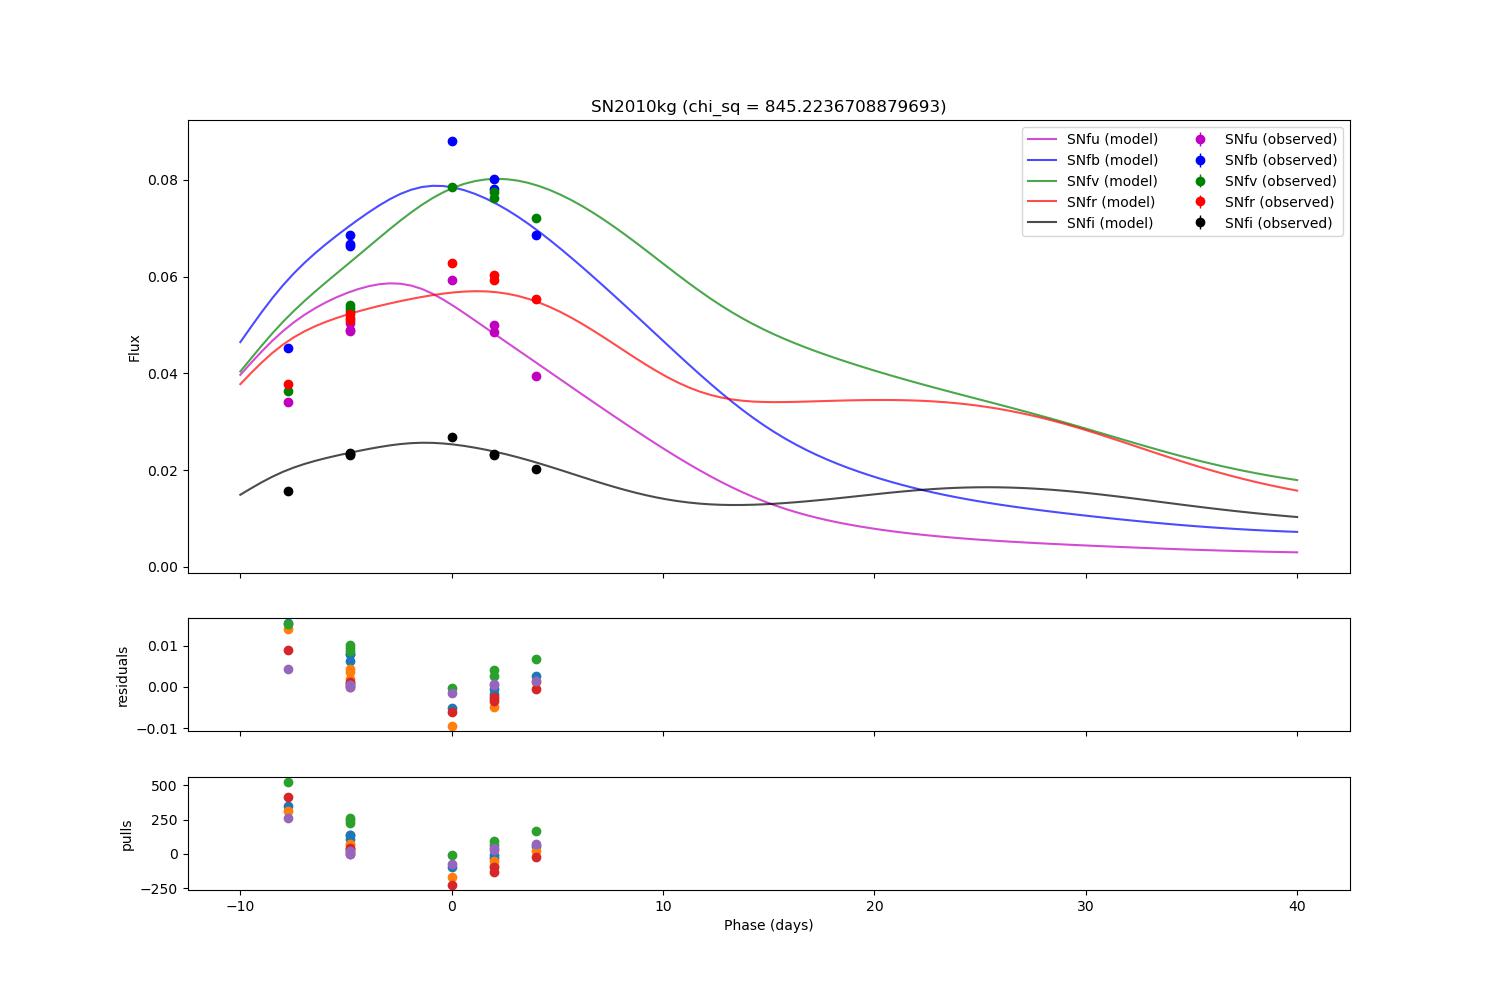 SN2010kg (chi_sq = 845.2236708879693)
SNfu (model)
SNfb (model)
SNfv (model)
SNfr (model)
SNfi (model)
SNfu (observed)
SNfb (observed)
SNfv (observed)
SNfr (observed)
SNfi (observed)
Flux
0.08
0.06
0.04
0.02
0.00
residuals
0.01
0.00
−0.01
pulls
500
250
0
−250
−10 0 10 20 30 40
Phase (days)